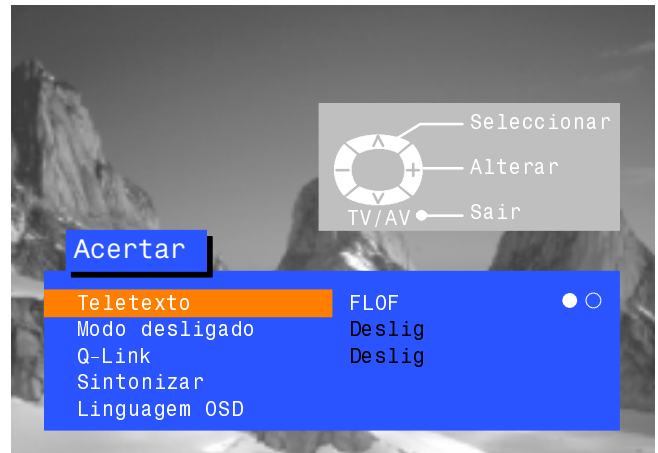 Seleccionar
Alterar
TV/AV Sair
Acertar
Teletexto FLOF
Modo desligado Deslig
Q-Link Deslig
Sintonizar
Linguagem OSD